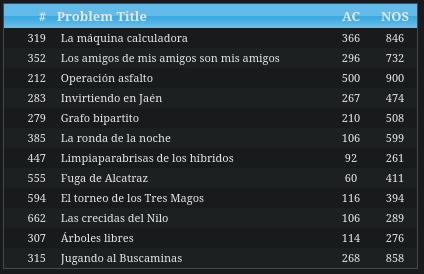 # Problem Title AC NOS
319 La máquina calculadora 366 846
352 Los amigos de mis amigos son mis amigos 296 732
212 Operación asfalto 500 900
283 Invirtiendo en Jaén 267 474
279 Grafo bipartito 210 508
385 La ronda de la noche 106 599
447 Limpiaparabrisas de los híbridos 92 261
555 Fuga de Alcatraz 60 411
594 El torneo de los Tres Magos 116 394
662 Las crecidas del Nilo 106 289
307 Árboles libres 114 276
315 Jugando al Buscaminas 268 858